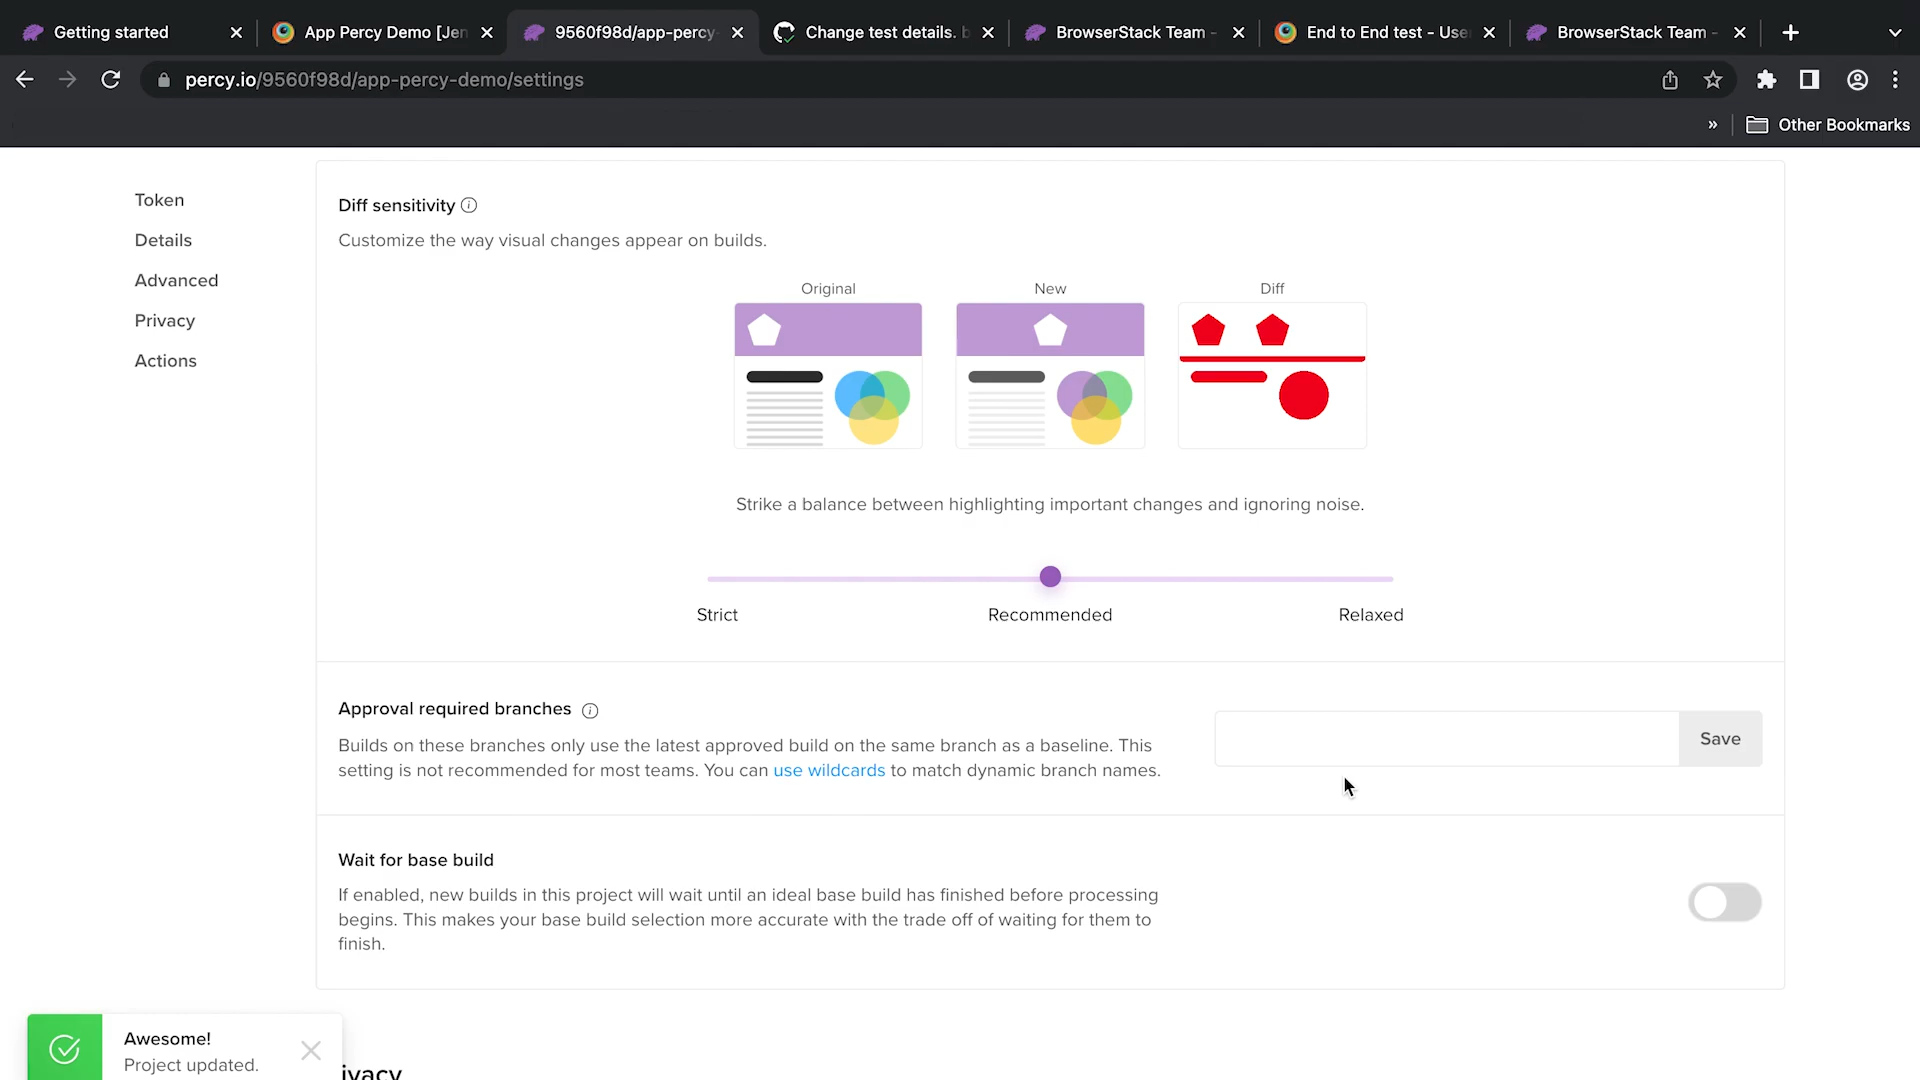 Getting started
App Percy Demo [Jen
9560f98d/app-percy-
Change test details. b
BrowserStack Team -
End to End test - Use
BrowserStack Team -
percy.io/9560f98d/app-percy-demo/settings
» Other Bookmarks
Token
Details
Advanced
Privacy
Actions
Diff sensitivity
Customize the way visual changes appear on builds.
Original
New
Diff
Strike a balance between highlighting important changes and ignoring noise.
Strict
Recommended
Relaxed
Approval required branches
Builds on these branches only use the latest approved build on the same branch as a baseline. This
setting is not recommended for most teams. You can use wildcards to match dynamic branch names.
Save
Wait for base build
If enabled, new builds in this project will wait until an ideal base build has finished before processing
begins. This makes your base build selection more accurate with the trade off of waiting for them to
finish.
Awesome!
Project updated.
ivacy